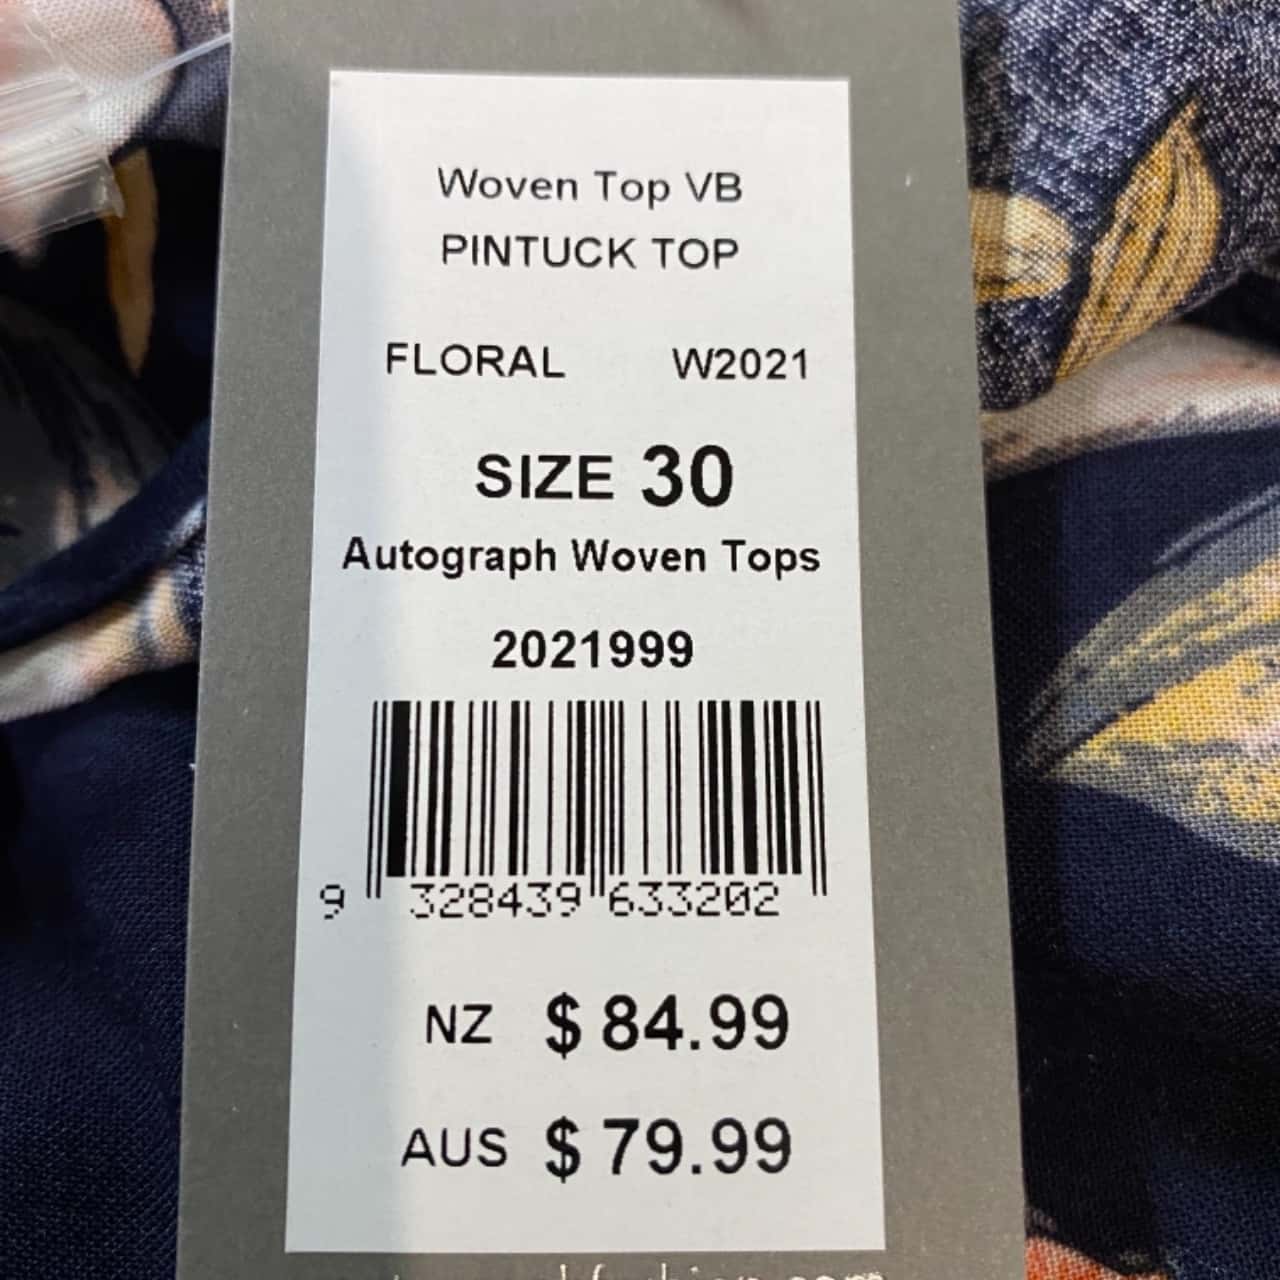 Woven Top VB
PINTUCK TOP
FLORAL W2021
SIZE 30
Autograph Woven Tops
2021999
9 328439 633202
NZ $ 84.99
AUS $ 79.99